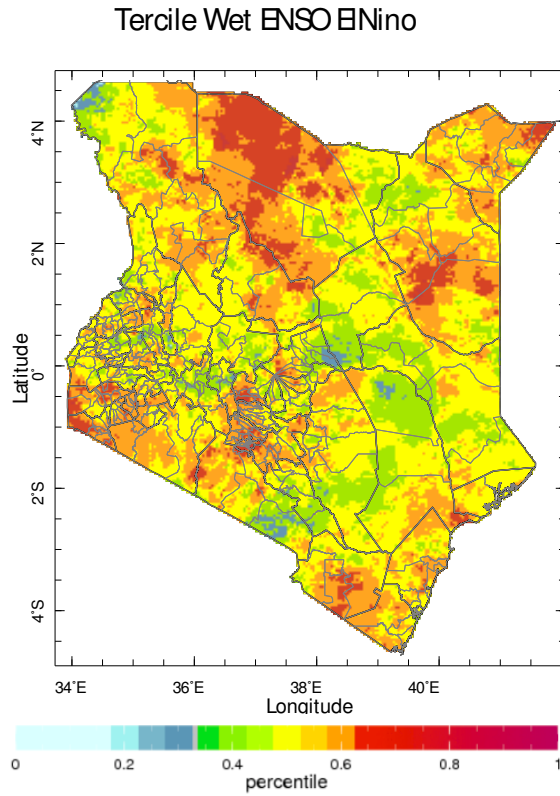 Tercile Wet ENSO ElNino
4°N
2°N
0°
2°S
4°S
Latitude
34°E 36°E 38°E 40°E
Longitude
0 0.2 0.4 0.6 0.8 1
percentile